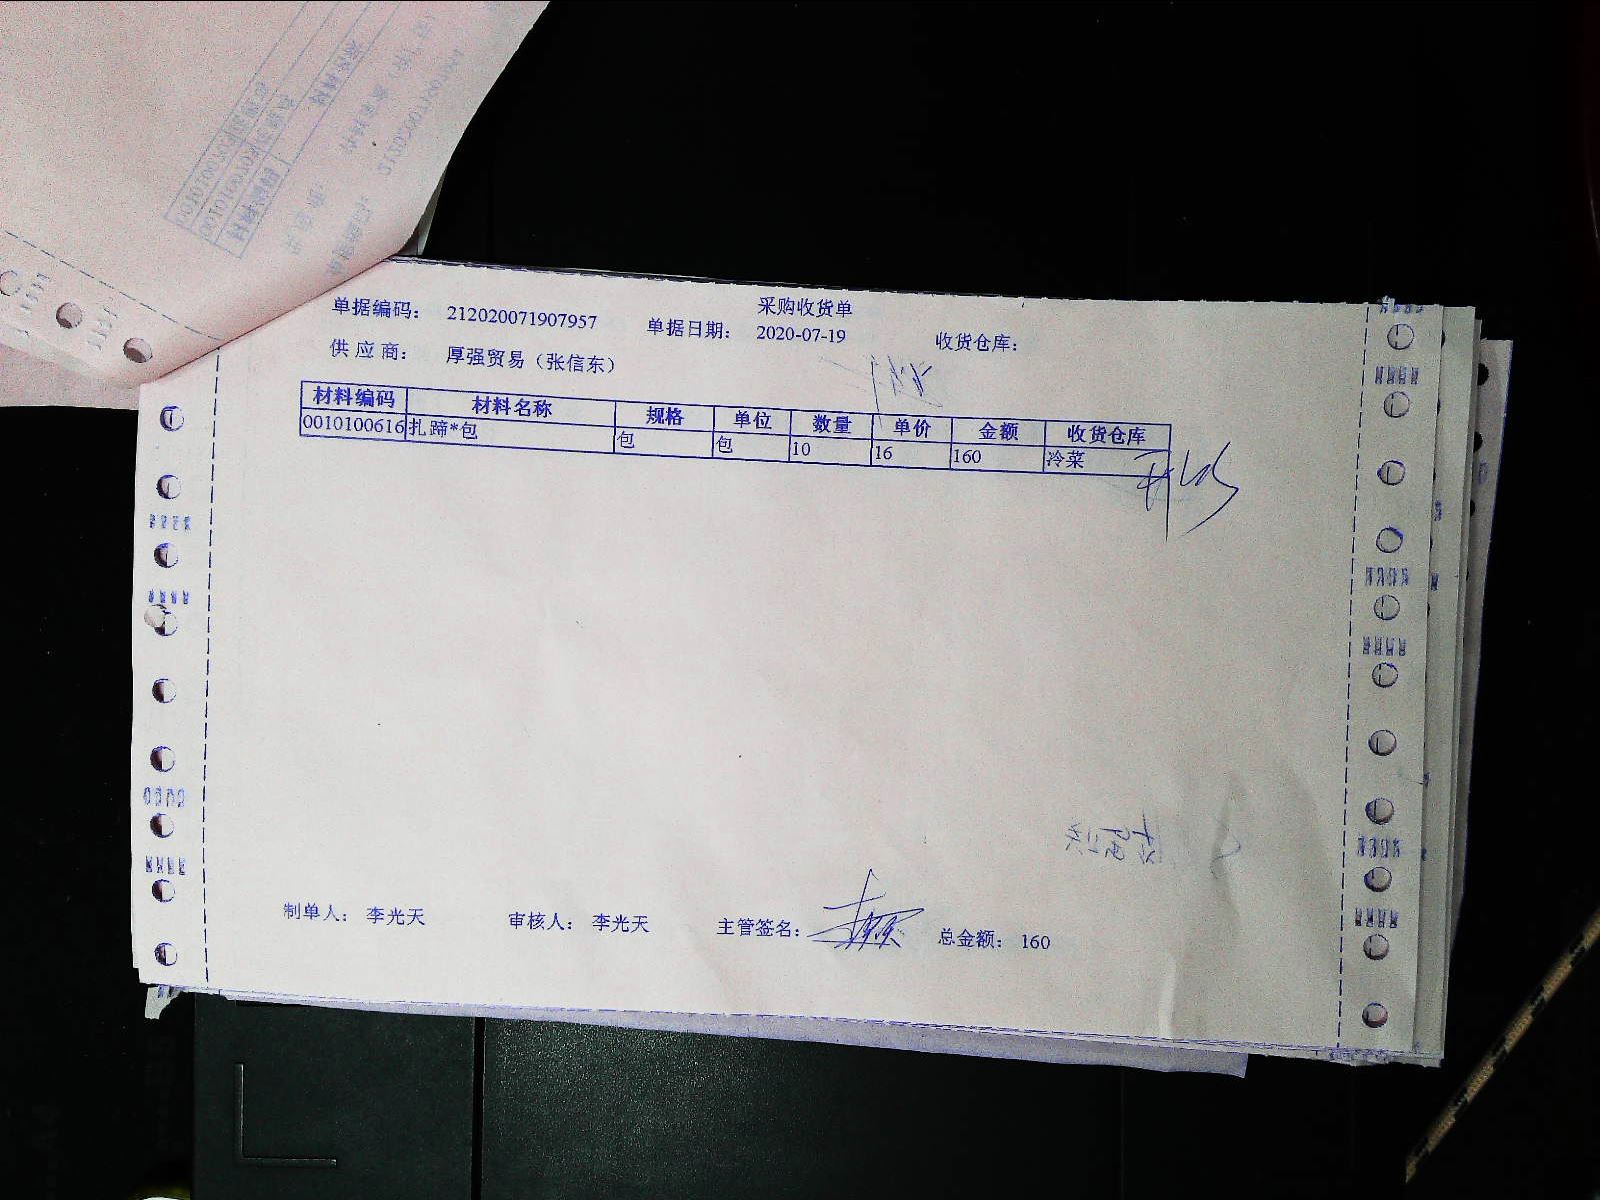 采购收货单
单据编码： 212020071907957 单据日期： 2020-07-19 收货仓库：
供 应 商： 厚强贸易（张信东）
材料编码 材料名称 规格 单位 数量 单价 金额 收货仓库
0010100616 扎蹄*包 包 包 10 16 160 冷菜
制单人： 李光天 审核人： 李光天 主管签名： 总金额： 160